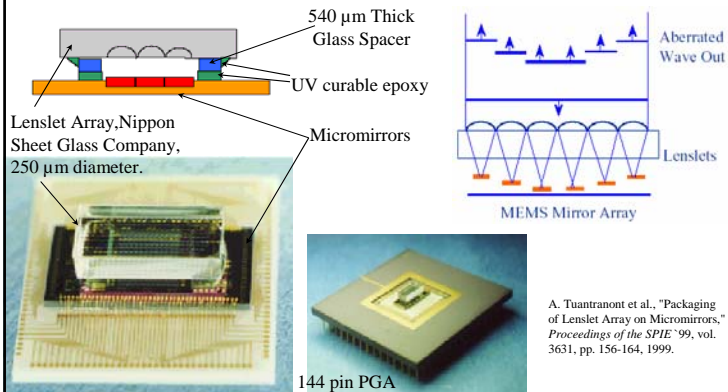 540 µm Thick
Glass Spacer
UV curable epoxy
Lenslet Array,Nippon
Sheet Glass Company,
250 µm diameter.
Micromirrors
Aberrated
Wave Out
Lenslets
MEMS Mirror Array
144 pin PGA
A. Tuantranont et al., "Packaging
of Lenslet Array on Micromirrors,"
Proceedings of the SPIE `99, vol.
3631, pp. 156-164, 1999.